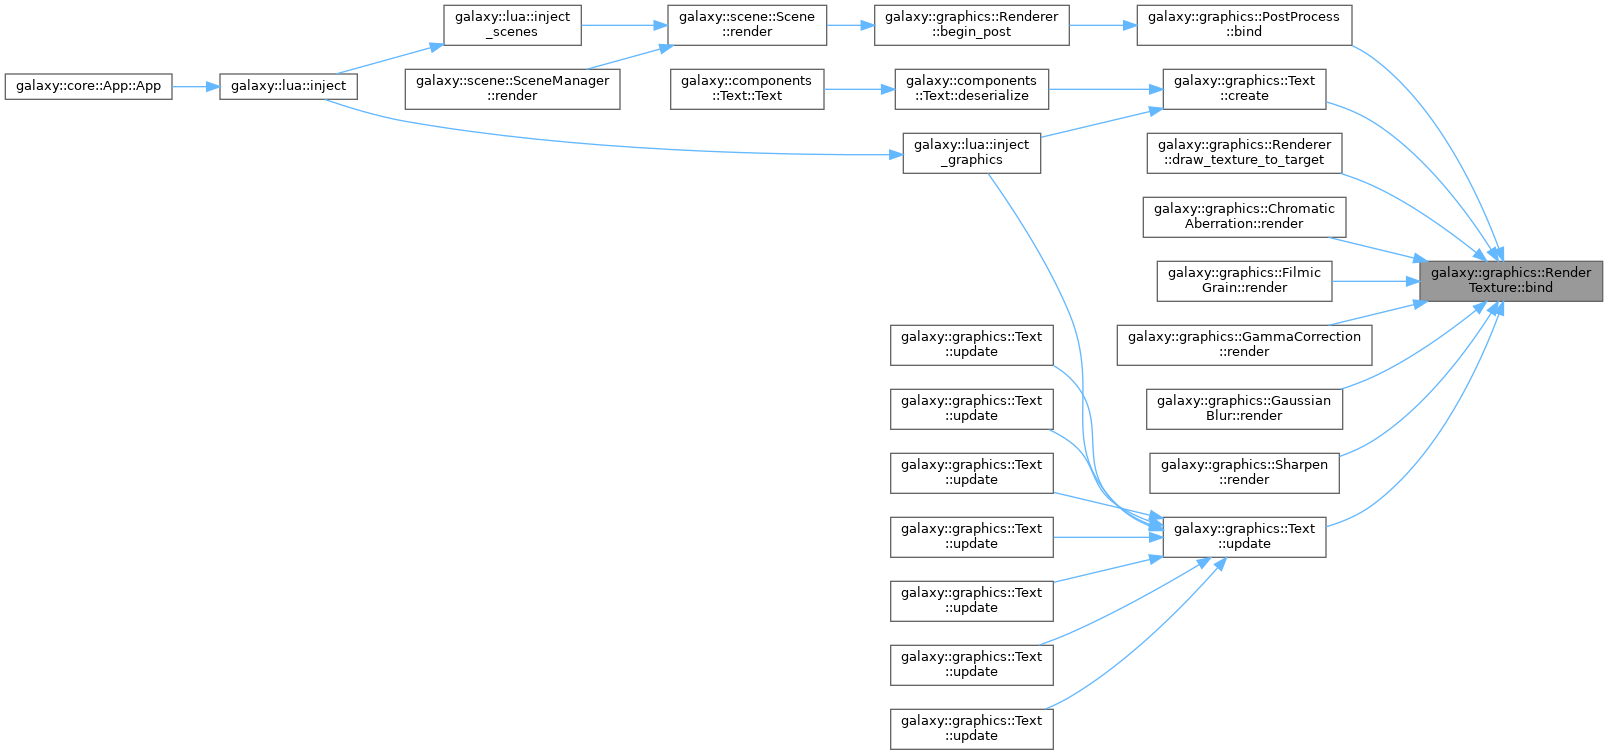 galaxy::lua::inject
_scenes
galaxy::scene::Scene
::render
galaxy::graphics::Renderer
::begin_post
galaxy::graphics::PostProcess
::bind
galaxy::core::App::App
galaxy::lua::inject
galaxy::scene::SceneManager
::render
galaxy::components
::Text::Text
galaxy::components
::Text::deserialize
galaxy::graphics::Text
::create
galaxy::lua::inject
_graphics
galaxy::graphics::Renderer
::draw_texture_to_target
galaxy::graphics::Chromatic
Aberration::render
galaxy::graphics::Filmic
Grain::render
galaxy::graphics::Render
Texture::bind
galaxy::graphics::Text
::update
galaxy::graphics::GammaCorrection
::render
galaxy::graphics::Text
::update
galaxy::graphics::Gaussian
Blur::render
galaxy::graphics::Text
::update
galaxy::graphics::Sharpen
::render
galaxy::graphics::Text
::update
galaxy::graphics::Text
::update
galaxy::graphics::Text
::update
galaxy::graphics::Text
::update
galaxy::graphics::Text
::update